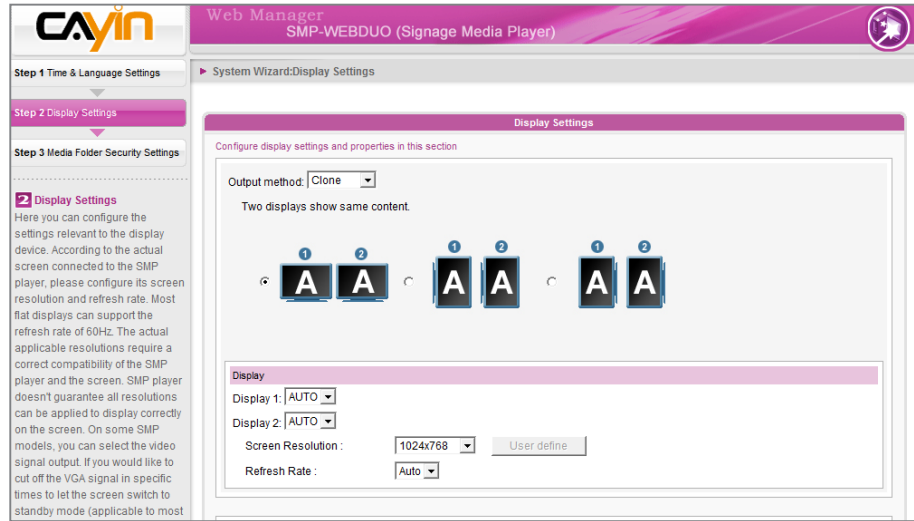 CAYIN
Web Manager
SMP-WEBDUO (Signage Media Player)
Step 1 Time & Language Settings
Step 2 Display Settings
Step 3 Media Folder Security Settings
2 Display Settings
Here you can configure the
settings relevant to the display
device. According to the actual
screen connected to the SMP
player, please configure its screen
resolution and refresh rate. Most
flat displays can support the
refresh rate of 60Hz. The actual
applicable resolutions require a
correct compatibility of the SMP
player and the screen. SMP player
doesn't guarantee all resolutions
can be applied to display correctly
on the screen. On some SMP
models, you can select the video
signal output. If you would like to
cut off the VGA signal in specific
times to let the screen switch to
standby mode (applicable to most
System Wizard:Display Settings
Display Settings
Configure display settings and properties in this section
Output method: Clone
Two displays show same content.
1 2 1 2 1 2
A A A A A A
Display
Display 1: AUTO
Display 2: AUTO
Screen Resolution : 1024x768 User define
Refresh Rate : Auto